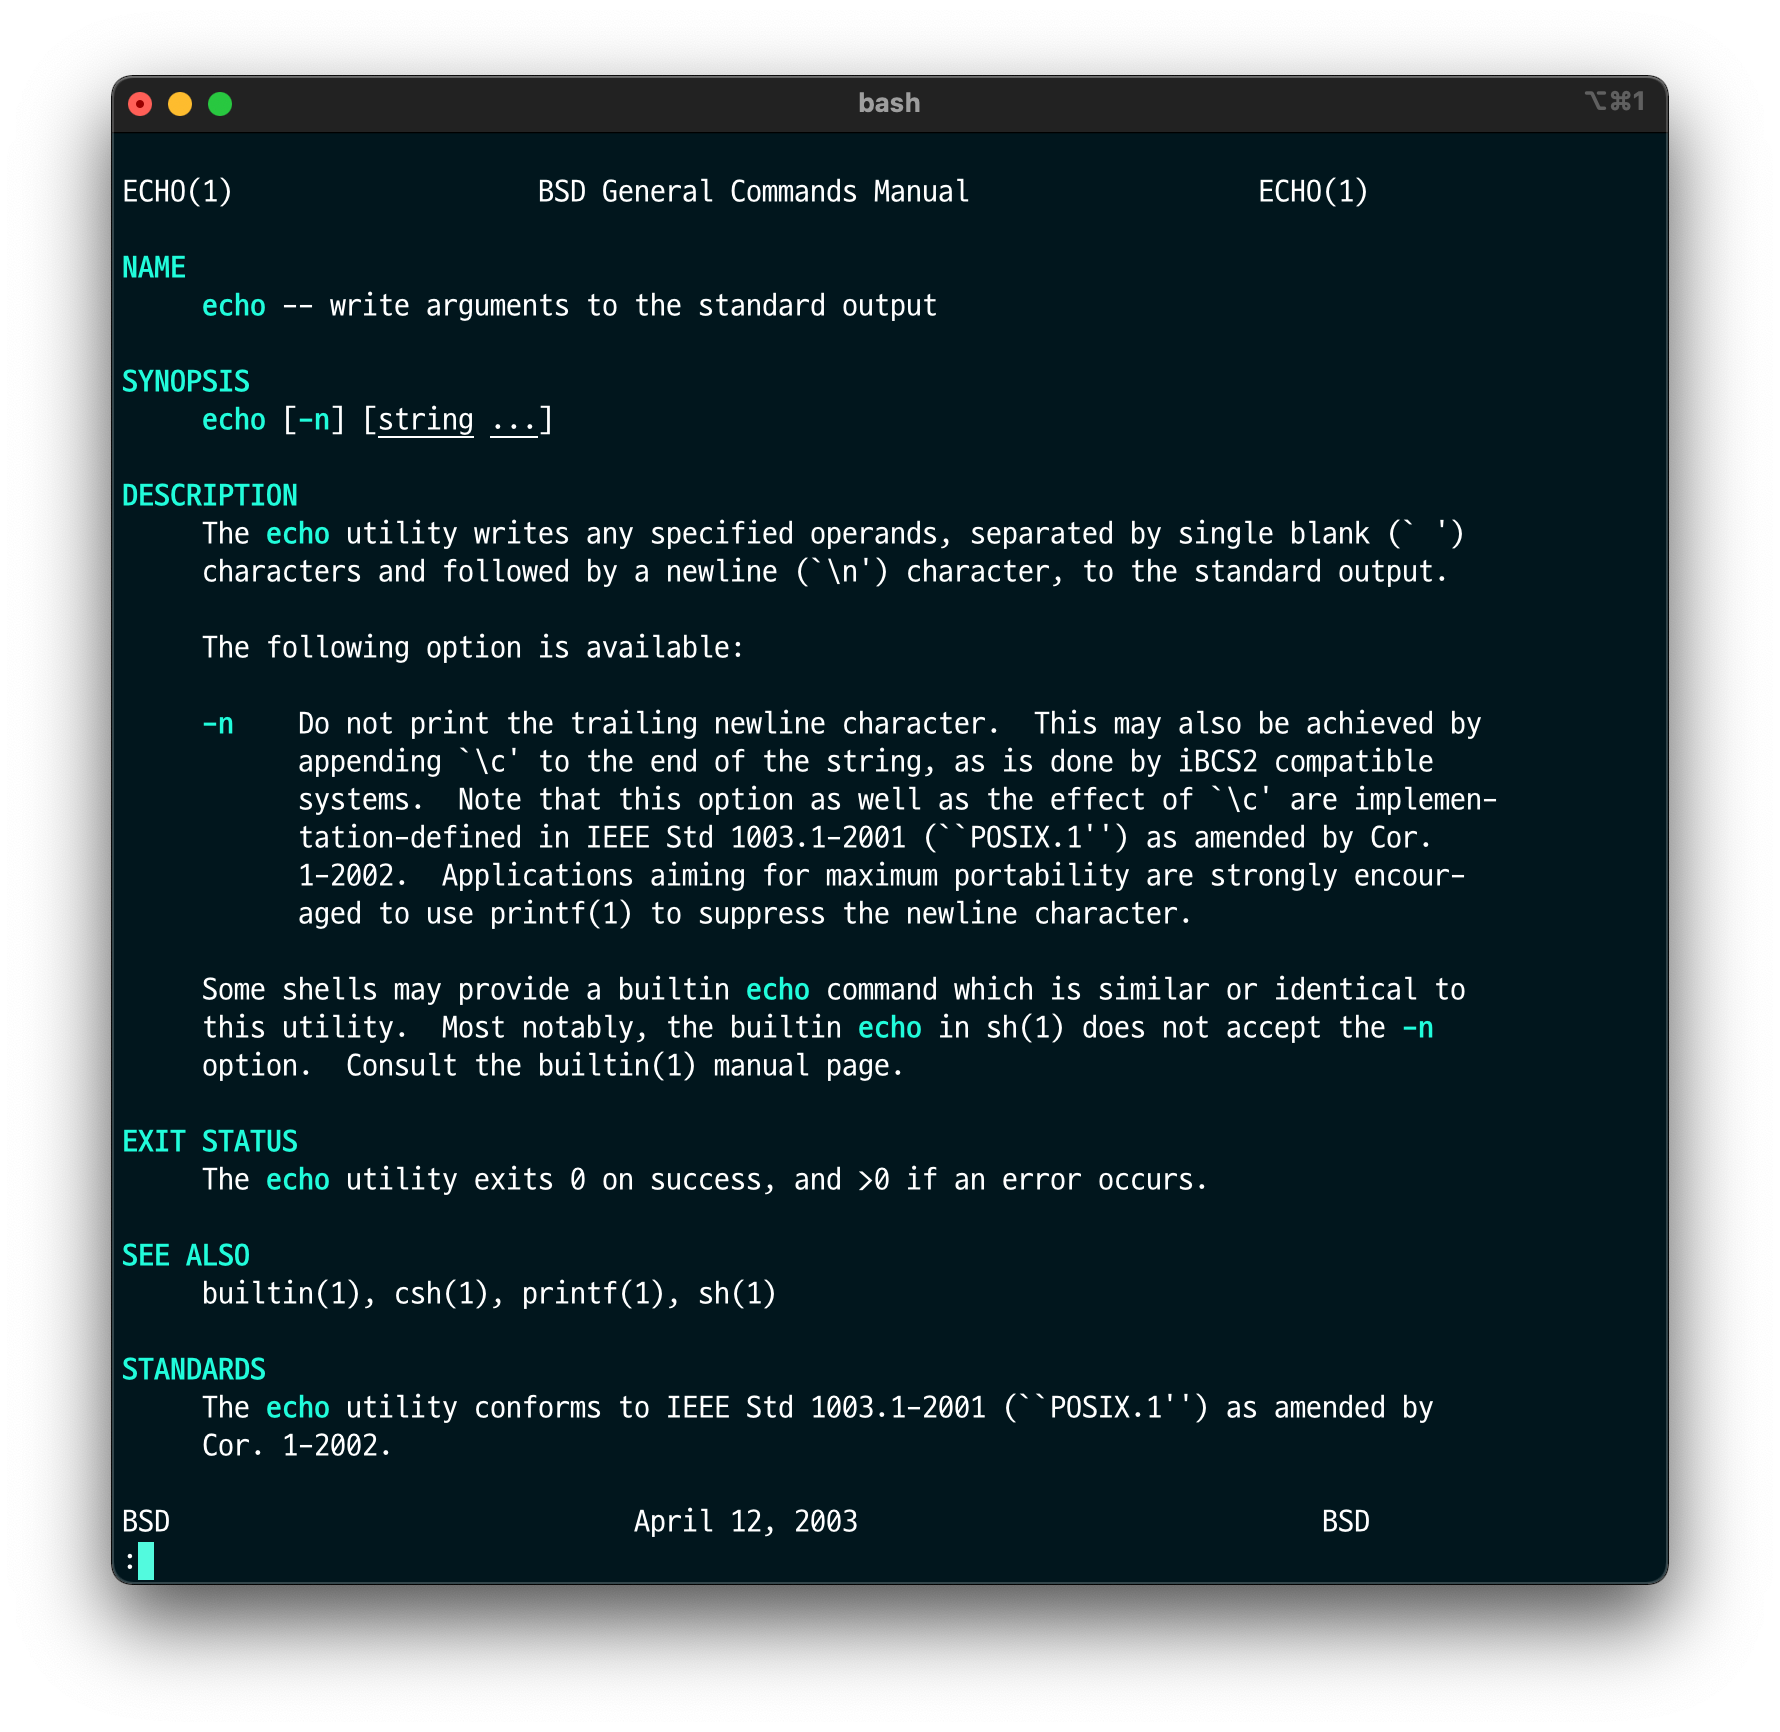 bash ⌥⌘1
ECHO(1) BSD General Commands Manual ECHO(1)
NAME
echo -- write arguments to the standard output
SYNOPSIS
echo [-n] [string ...]
DESCRIPTION
The echo utility writes any specified operands, separated by single blank (` ')
characters and followed by a newline (`\n') character, to the standard output.
The following option is available:
-n Do not print the trailing newline character. This may also be achieved by
appending `\c' to the end of the string, as is done by iBCS2 compatible
systems. Note that this option as well as the effect of `\c' are implemen-
tation-defined in IEEE Std 1003.1-2001 (``POSIX.1'') as amended by Cor.
1-2002. Applications aiming for maximum portability are strongly encour-
aged to use printf(1) to suppress the newline character.
Some shells may provide a builtin echo command which is similar or identical to
this utility. Most notably, the builtin echo in sh(1) does not accept the -n
option. Consult the builtin(1) manual page.
EXIT STATUS
The echo utility exits 0 on success, and >0 if an error occurs.
SEE ALSO
builtin(1), csh(1), printf(1), sh(1)
STANDARDS
The echo utility conforms to IEEE Std 1003.1-2001 (``POSIX.1'') as amended by
Cor. 1-2002.
BSD April 12, 2003 BSD
: